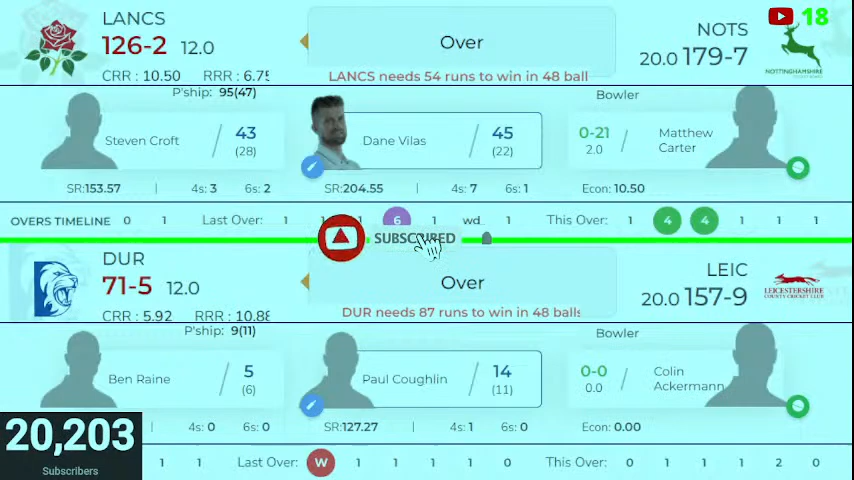 LANCS
126-2 12.0
CRR : 10.50 RRR : 6.75
Over
LANCS needs 54 runs to win in 48 ball
18
NOTS
20.0 179-7
NOTTINGHAMSHIRE
P'ship: 95(47)
Bowler
Steven Croft 43 (28)
Dane Vilas 45 (22)
0-21 2.0 Matthew Carter
SR:153.57 | 4s: 3 6s: 2
SR:204.55 | 4s: 7 6s: 1
Econ: 10.50
OVERS TIMELINE 0 1 Last Over: 1 1 1 6 1 wd 1 This Over: 1 4 4 1 1 1
SUBSCRIBED
DUR
71-5 12.0
CRR : 5.92 RRR : 10.88
Over
DUR needs 87 runs to win in 48 balls
LEIC
20.0 157-9
LEICESTERSHIRE
COUNTY CRICKET CLUB
P'ship: 9(11)
Bowler
Ben Raine 5 (6)
Paul Coughlin 14 (11)
0-0 0.0 Colin Ackermann
4s: 0 6s: 0
SR:127.27 | 4s: 1 6s: 0
Econ: 0.00
20,203
Subscribers
1 1 Last Over: W 1 1 1 1 0 This Over: 0 1 1 1 2 0